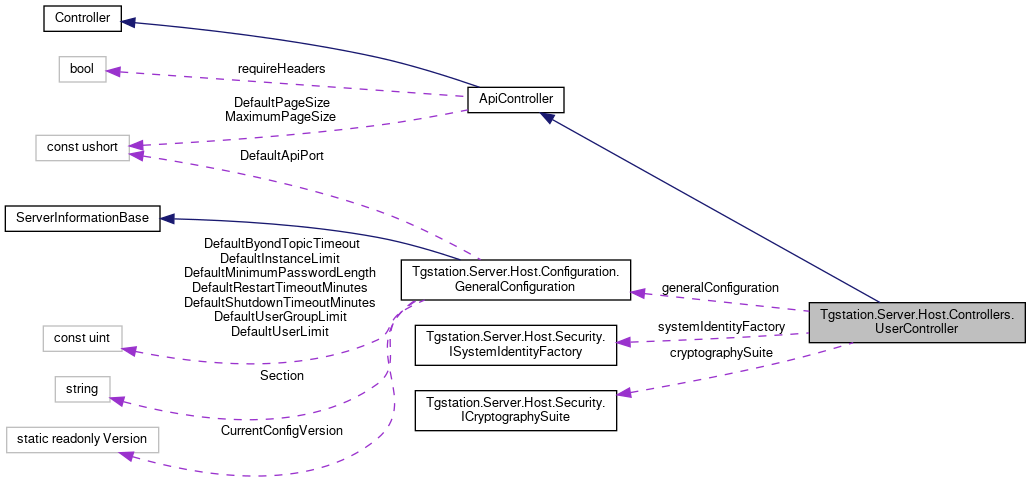 Controller
bool
requireHeaders
ApiController
DefaultPageSize
MaximumPageSize
const ushort
DefaultApiPort
ServerInformationBase
DefaultByondTopicTimeout
DefaultInstanceLimit
DefaultMinimumPasswordLength
DefaultRestartTimeoutMinutes
DefaultShutdownTimeoutMinutes
DefaultUserGroupLimit
DefaultUserLimit
Tgstation.Server.Host.Configuration.
GeneralConfiguration
generalConfiguration
Tgstation.Server.Host.Controllers.
UserController
systemIdentityFactory
Tgstation.Server.Host.Security.
ISystemIdentityFactory
cryptographySuite
const uint
Section
string
Tgstation.Server.Host.Security.
ICryptographySuite
CurrentConfigVersion
static readonly Version